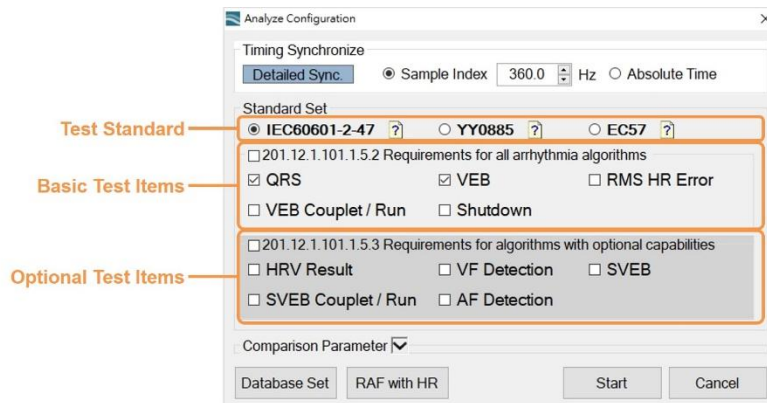 Analyze Configuration
Timing Synchronize
Detailed Sync. Sample Index 360.0 Hz Absolute Time
Standard Set
Test Standard IEC60601-2-47 ? YY0885 ? EC57 ?
201.12.1.101.1.5.2 Requirements for all arrhythmia algorithms
Basic Test Items QRS VEB RMS HR Error
VEB Couplet / Run Shutdown
201.12.1.101.1.5.3 Requirements for algorithms with optional capabilities
Optional Test Items HRV Result VF Detection SVEB
SVEB Couplet / Run AF Detection
Comparison Parameter
Database Set RAF with HR Start Cancel